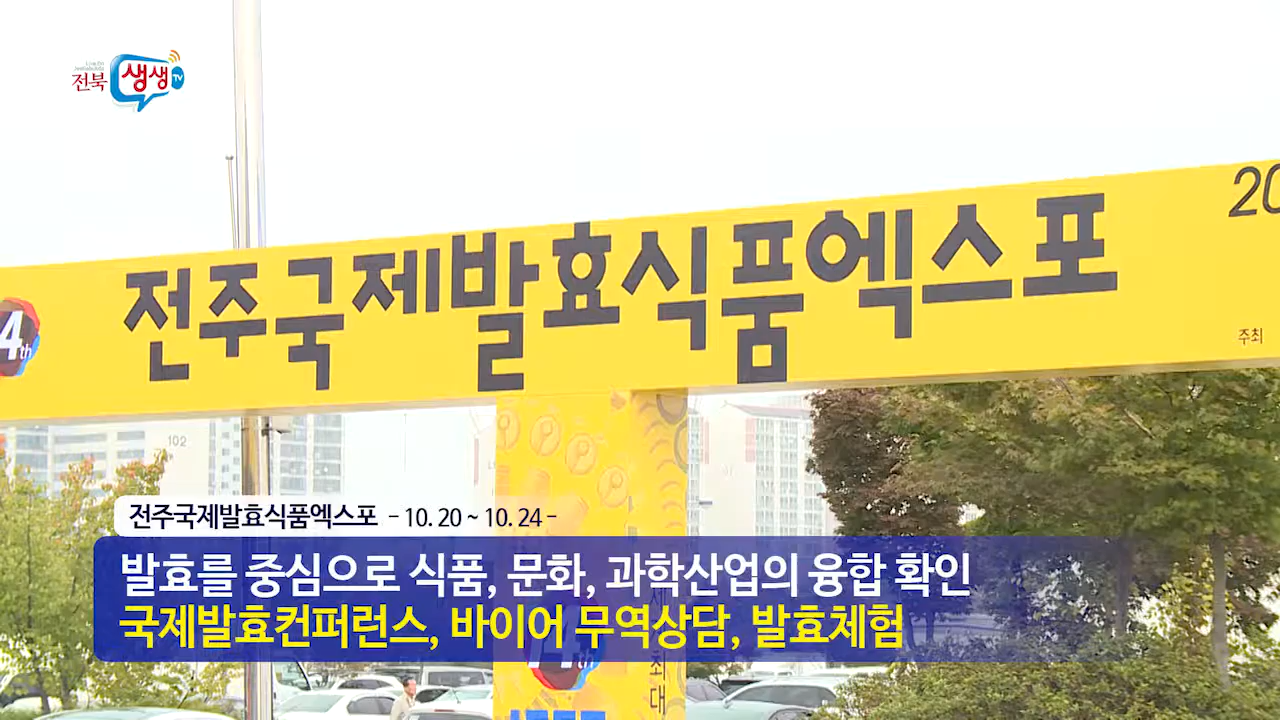 전북 생생 TV
20
전주국제발효식품엑스포
4th
주최
102
전주국제발효식품엑스포 - 10. 20 ~ 10. 24 -
발효를 중심으로 식품, 문화, 과학산업의 융합 확인
국제발효컨퍼런스, 바이어 무역상담, 발효체험
14th
최대